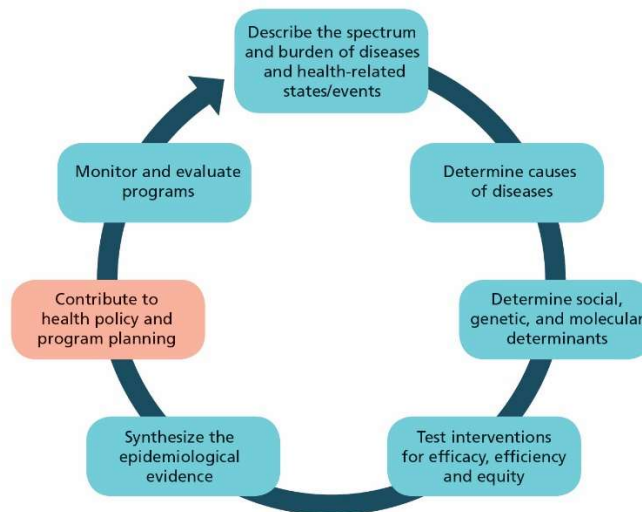 Describe the spectrum
and burden of diseases
and health-related
states/events
Determine causes
of diseases
Determine social,
genetic, and molecular
determinants
Test interventions
for efficacy, efficiency
and equity
Synthesize the
epidemiological
evidence
Contribute to
health policy and
program planning
Monitor and evaluate
programs